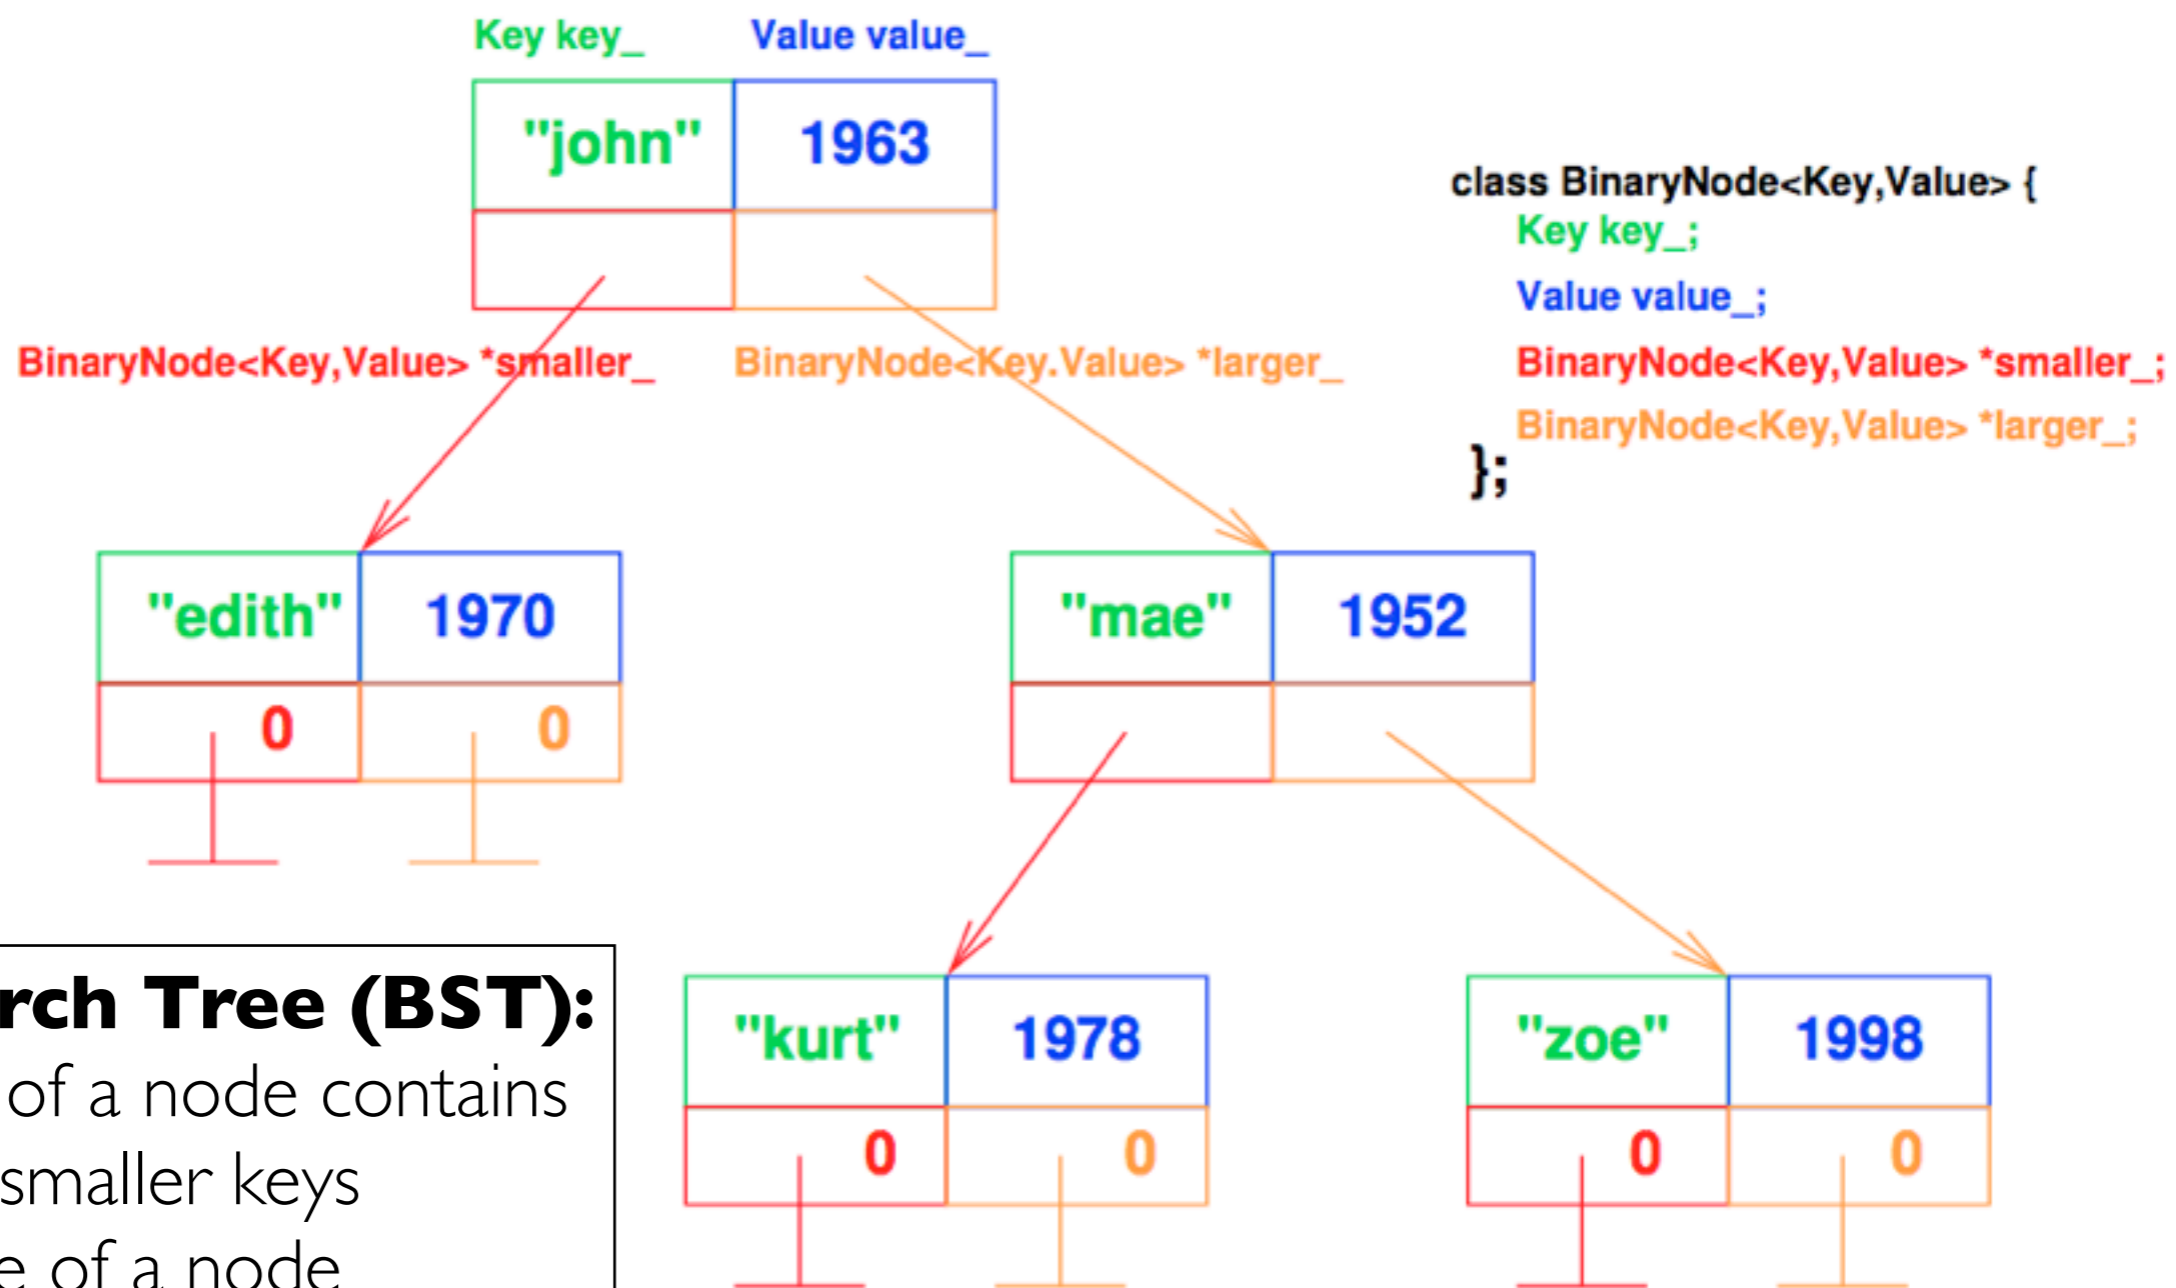 Key key_ Value value_
"john" 1963
class BinaryNode<Key,Value> {
Key key_;
Value value_;
BinaryNode<Key,Value> *smaller_;
BinaryNode<Key,Value> *larger_;
};
BinaryNode<Key,Value> *smaller_ BinaryNode<Key.Value> *larger_
"edith" 1970
0 0
"mae" 1952
"kurt" 1978
0 0
"zoe" 1998
0 0
Tree (BST):
of a node contains
smaller keys
of a node